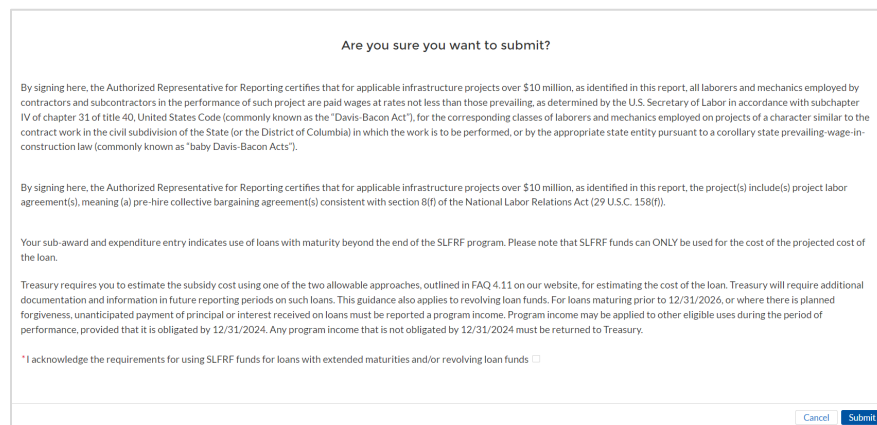 Are you sure you want to submit?
By signing here, the Authorized Representative for Reporting certifies that for applicable infrastructure projects over $10 million, as identified in this report, all laborers and mechanics employed by
contractors and subcontractors in the performance of such project are paid wages at rates not less than those prevailing, as determined by the U.S. Secretary of Labor in accordance with subchapter
IV of chapter 31 of title 40, United States Code (commonly known as the “Davis-Bacon Act”), for the corresponding classes of laborers and mechanics employed on projects of a character similar to the
contract work in the civil subdivision of the State (or the District of Columbia) in which the work is to be performed, or by the appropriate state entity pursuant to a corollary state prevailing-wage-in-
construction law (commonly known as “baby Davis-Bacon Acts”).
By signing here, the Authorized Representative for Reporting certifies that for applicable infrastructure projects over $10 million, as identified in this report, the project(s) include(s) project labor
agreement(s), meaning (a) pre-hire collective bargaining agreement(s) consistent with section 8(f) of the National Labor Relations Act (29 U.S.C. 158(f)).
Your sub-award and expenditure entry indicates use of loans with maturity beyond the end of the SLFRF program. Please note that SLFRF funds can ONLY be used for the cost of the projected cost of
the loan.
Treasury requires you to estimate the subsidy cost using one of the two allowable approaches, outlined in FAQ 4.11 on our website, for estimating the cost of the loan. Treasury will require additional
documentation and information in future reporting periods on such loans. This guidance also applies to revolving loan funds. For loans maturing prior to 12/31/2026, or where there is planned
forgiveness, unanticipated payment of principal or interest received on loans must be reported a program income. Program income may be applied to other eligible uses during the period of
performance, provided that it is obligated by 12/31/2024. Any program income that is not obligated by 12/31/2024 must be returned to Treasury.
*I acknowledge the requirements for using SLFRF funds for loans with extended maturities and/or revolving loan funds
Cancel Submit